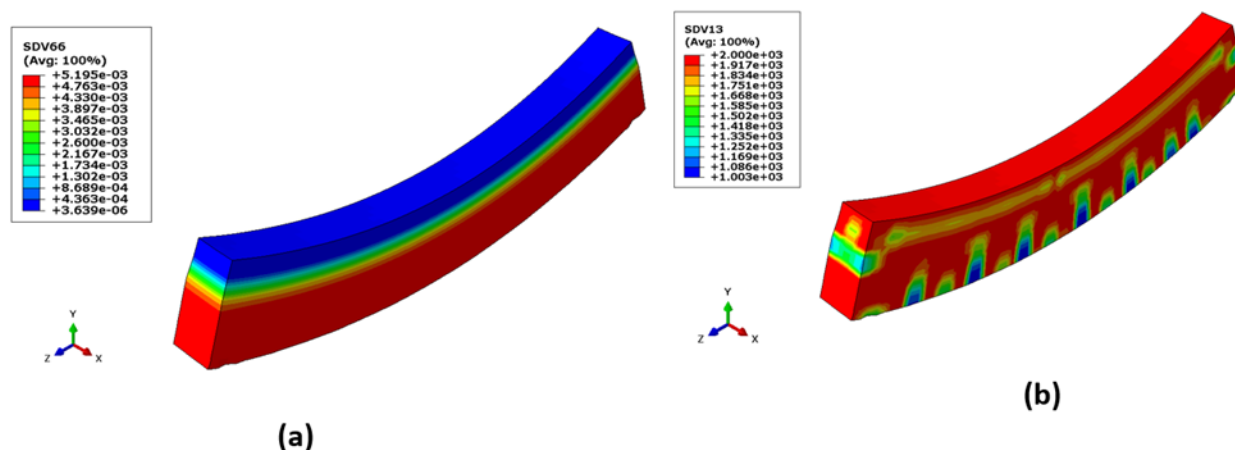 SDV66
(Avg: 100%)
+5.195e-03
+4.763e-03
+4.330e-03
+3.897e-03
+3.465e-03
+3.032e-03
+2.600e-03
+2.167e-03
+1.734e-03
+1.302e-03
+8.689e-04
+4.363e-04
+3.639e-06
Y
Z
X
(a)
SDV13
(Avg: 100%)
+2.000e+03
+1.917e+03
+1.834e+03
+1.751e+03
+1.668e+03
+1.585e+03
+1.502e+03
+1.418e+03
+1.335e+03
+1.252e+03
+1.169e+03
+1.086e+03
+1.003e+03
Y
Z
X
(b)